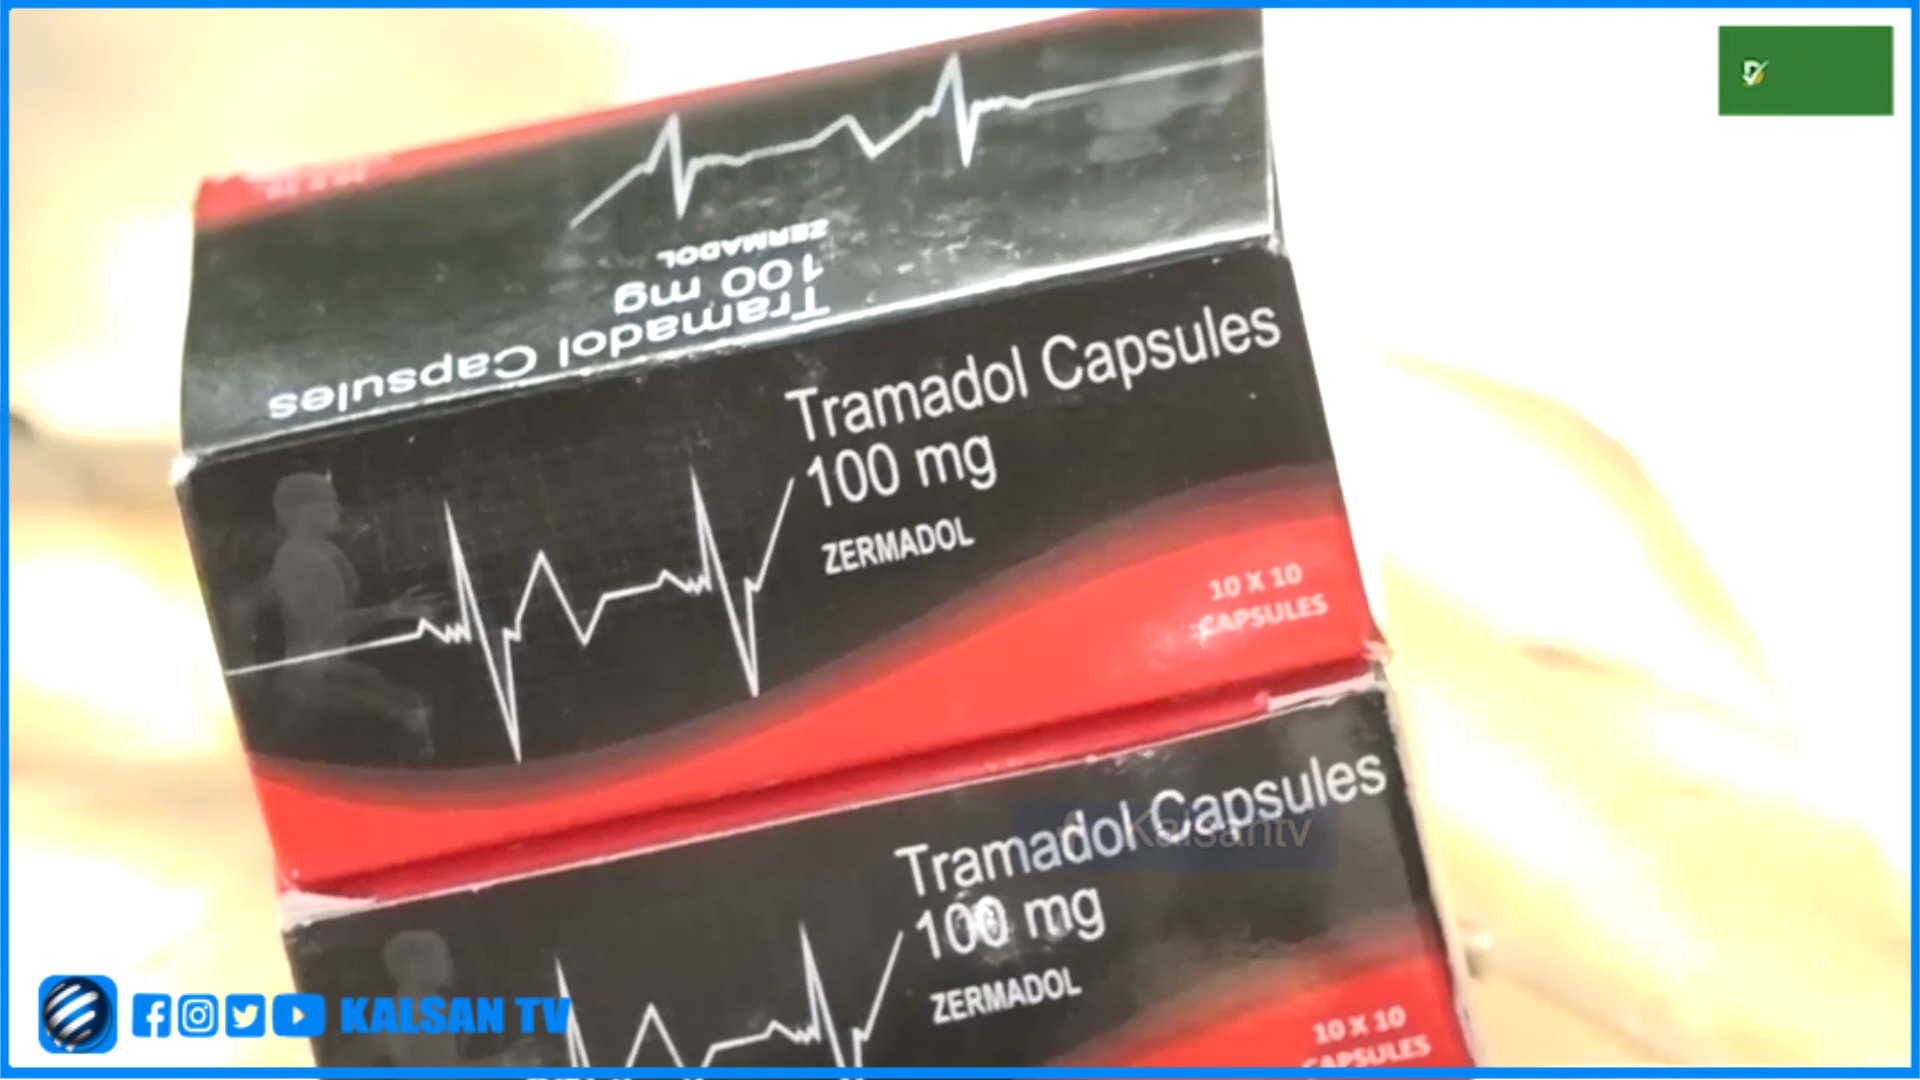 ZERMADOL
100 mg
Tramadol Capsules
Tramadol Capsules
100 mg
ZERMADOL
10 X 10
CAPSULES
Tramadol Capsules
Kalsantv
100 mg
ZERMADOL
10 X 10
CAPSULES
KALSAN TV